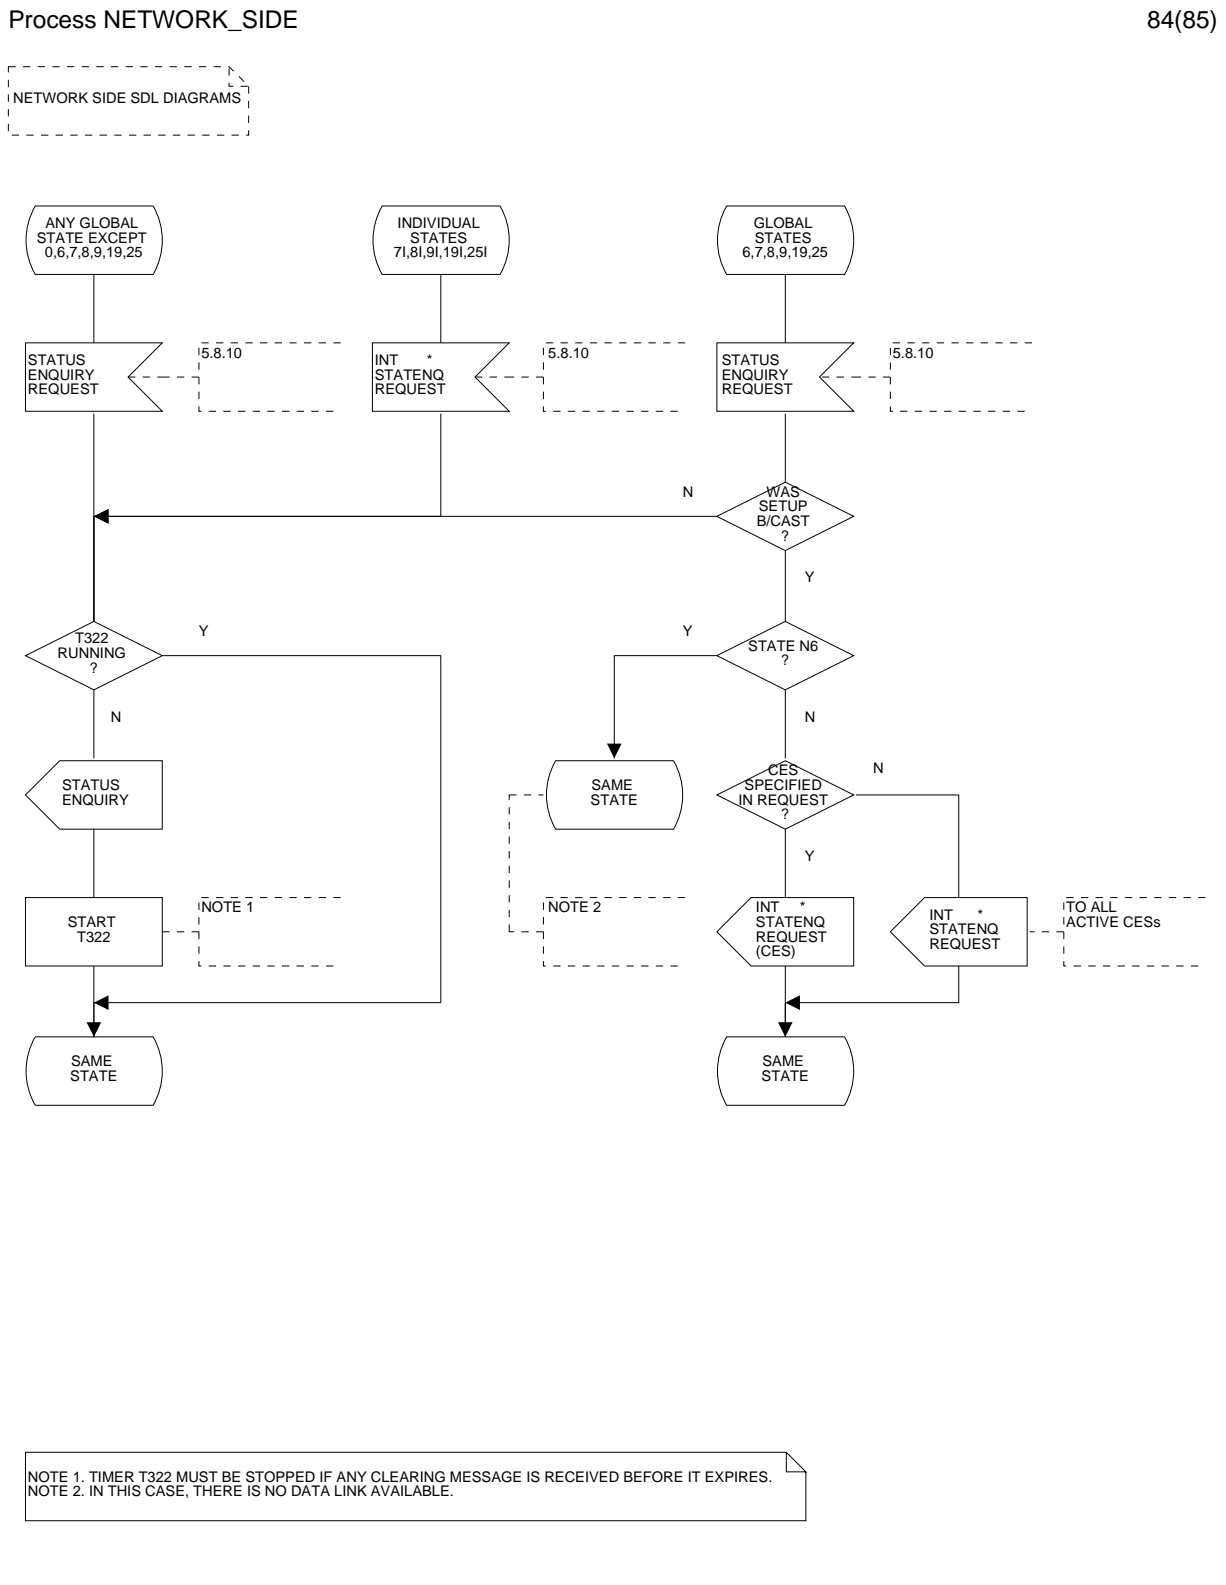 Process NETWORK_SIDE
84(85)
NETWORK SIDE SDL DIAGRAMS
ANY GLOBAL
STATE EXCEPT
0,6,7,8,9,19,25
INDIVIDUAL
STATES
7I,8I,9I,19I,25I
GLOBAL
STATES
6,7,8,9,19,25
STATUS
ENQUIRY
REQUEST
5.8.10
INT *
STATENQ
REQUEST
5.8.10
STATUS
ENQUIRY
REQUEST
5.8.10
N
WAS
SETUP
B/CAST
?
Y
T322
RUNNING
?
Y
Y
STATE N6
?
N
N
STATUS
ENQUIRY
SAME
STATE
CES
SPECIFIED
IN REQUEST
?
N
Y
START
T322
NOTE 1
NOTE 2
INT *
STATENQ
REQUEST
(CES)
INT *
STATENQ
REQUEST
TO ALL
ACTIVE CESs
SAME
STATE
SAME
STATE
NOTE 1. TIMER T322 MUST BE STOPPED IF ANY CLEARING MESSAGE IS RECEIVED BEFORE IT EXPIRES.
NOTE 2. IN THIS CASE, THERE IS NO DATA LINK AVAILABLE.